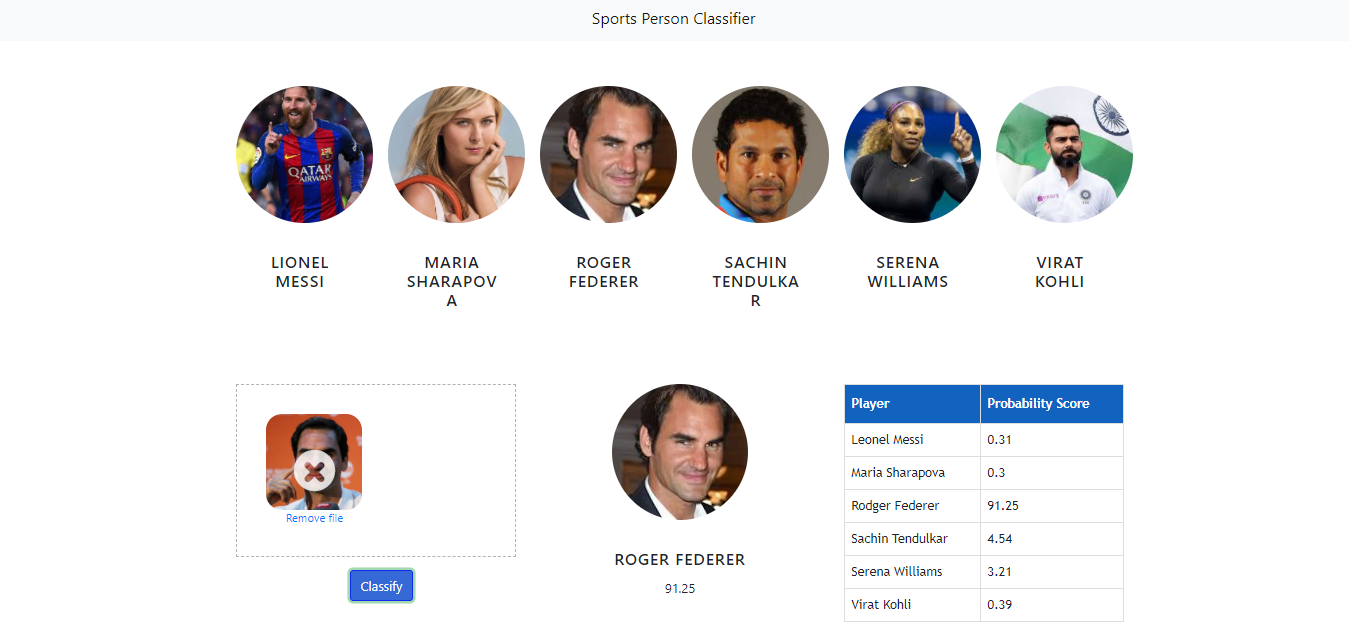 Sports Person Classifier
QATAR
AIRWAYS
LIONEL
MESSI
MARIA
SHARAPOV
A
ROGER
FEDERER
SACHIN
TENDULKA
R
SERENA
WILLIAMS
VIRAT
KOHLI
Remove file
Classify
ROGER FEDERER
91.25
Player Probability Score
Leonel Messi 0.31
Maria Sharapova 0.3
Rodger Federer 91.25
Sachin Tendulkar 4.54
Serena Williams 3.21
Virat Kohli 0.39